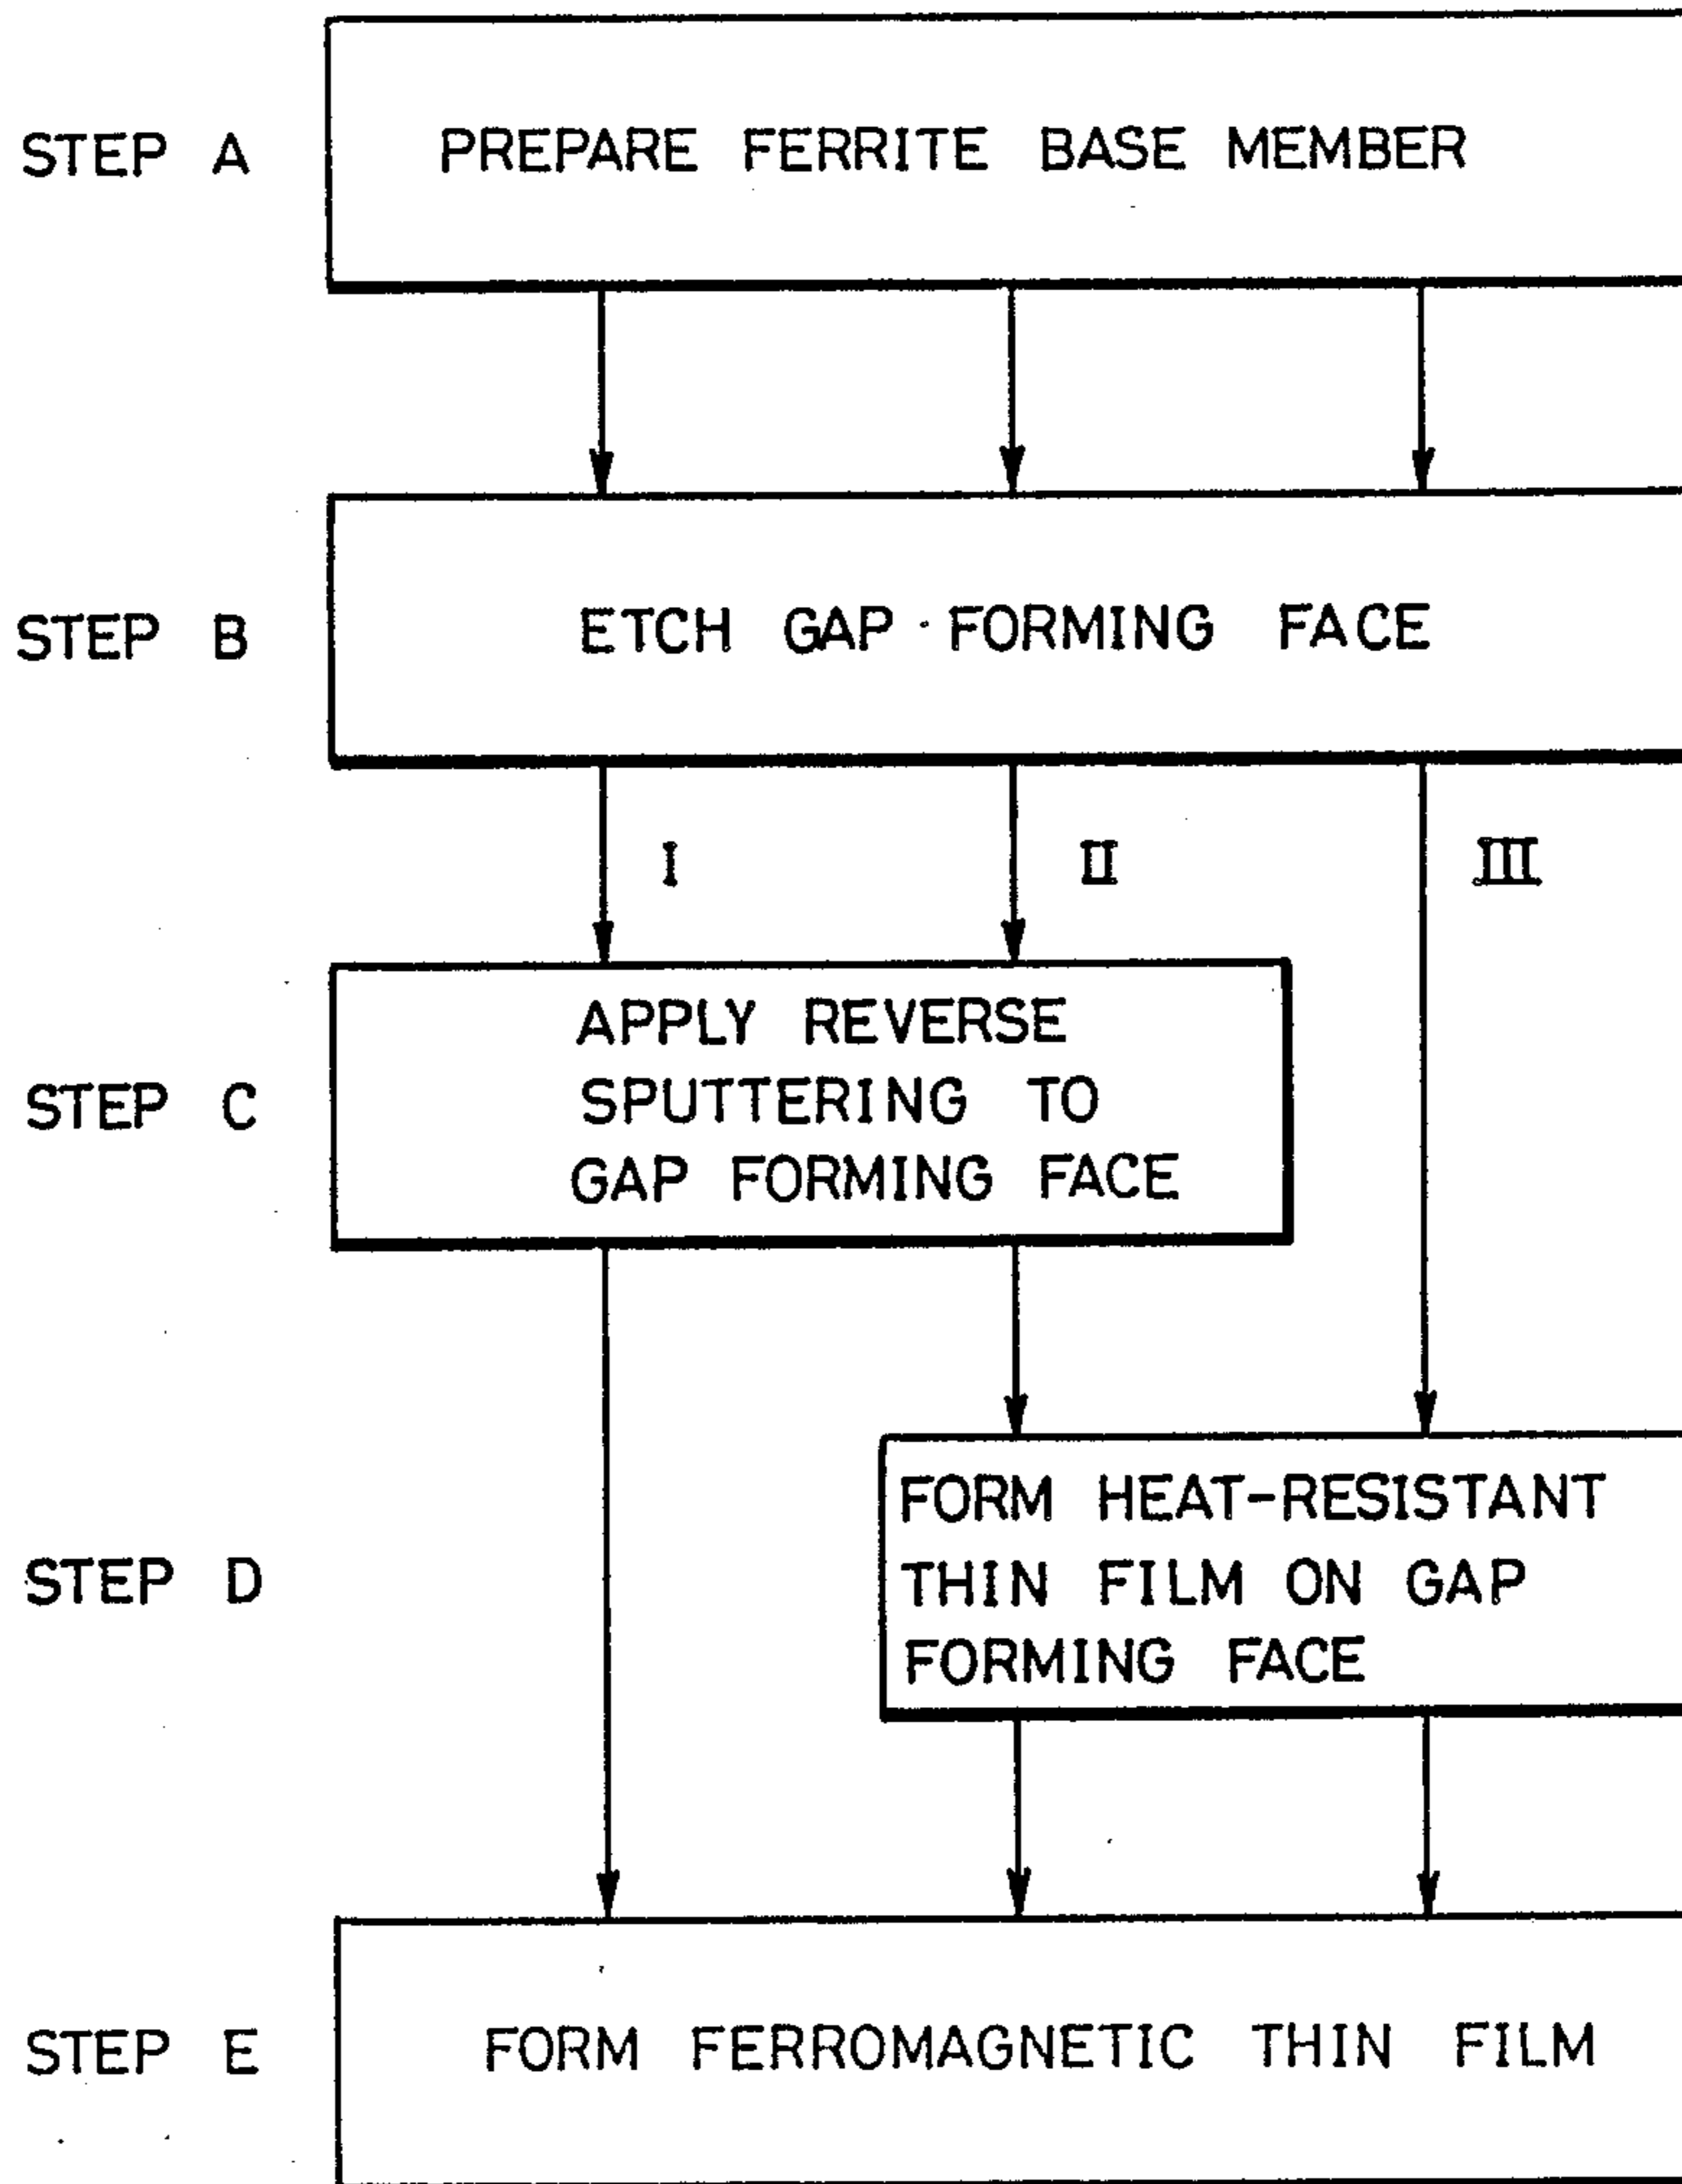 STEP A
PREPARE FERRITE BASE MEMBER
STEP B
ETCH GAP FORMING FACE
I
II
III
STEP C
APPLY REVERSE
SPUTTERING TO
GAP FORMING FACE
STEP D
FORM HEAT-RESISTANT
THIN FILM ON GAP
FORMING FACE
STEP E
FORM FERROMAGNETIC THIN FILM